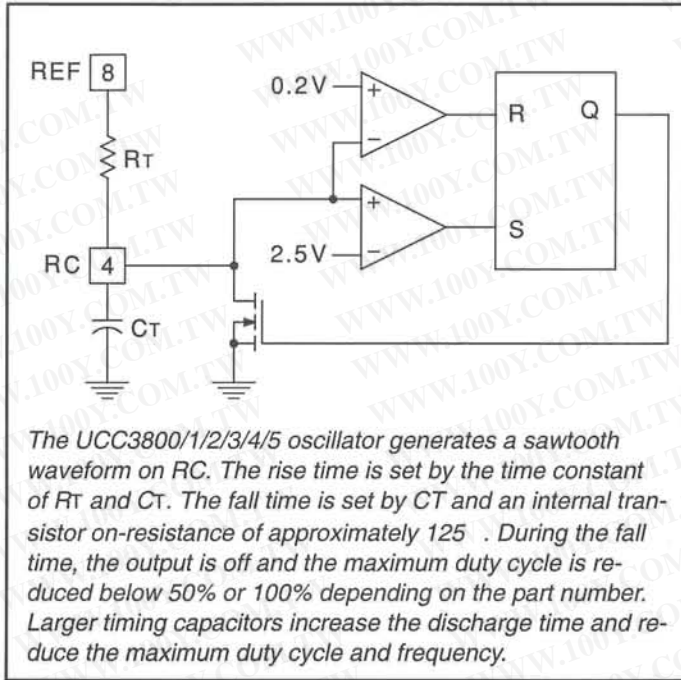 WWW.100Y.COM.TW
REF 8
0.2V
+
−
R Q
RT
+
−
S
RC 4
2.5V
CT
The UCC3800/1/2/3/4/5 oscillator generates a sawtooth
waveform on RC. The rise time is set by the time constant
of RT and CT. The fall time is set by CT and an internal tran-
sistor on-resistance of approximately 125  . During the fall
time, the output is off and the maximum duty cycle is re-
duced below 50% or 100% depending on the part number.
Larger timing capacitors increase the discharge time and re-
duce the maximum duty cycle and frequency.